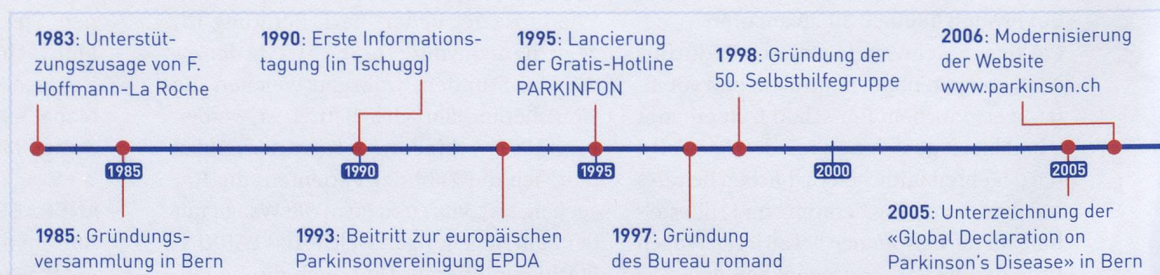 1983: Unterstüt-
zungszusage von F.
Hoffmann-La Roche
1990: Erste Informations-
tagung (in Tschugg)
1995: Lancierung
der Gratis-Hotline
PARKINFON
1998: Gründung der
50. Selbsthilfegruppe
2006: Modernisierung
der Website
www.parkinson.ch
1985
1990
1995
2000
2005
1985: Gründungs-
versammlung in Bern
1993: Beitritt zur europäischen
Parkinsonvereinigung EPDA
1997: Gründung
des Bureau romand
2005: Unterzeichnung der
«Global Declaration on
Parkinson's Disease» in Bern